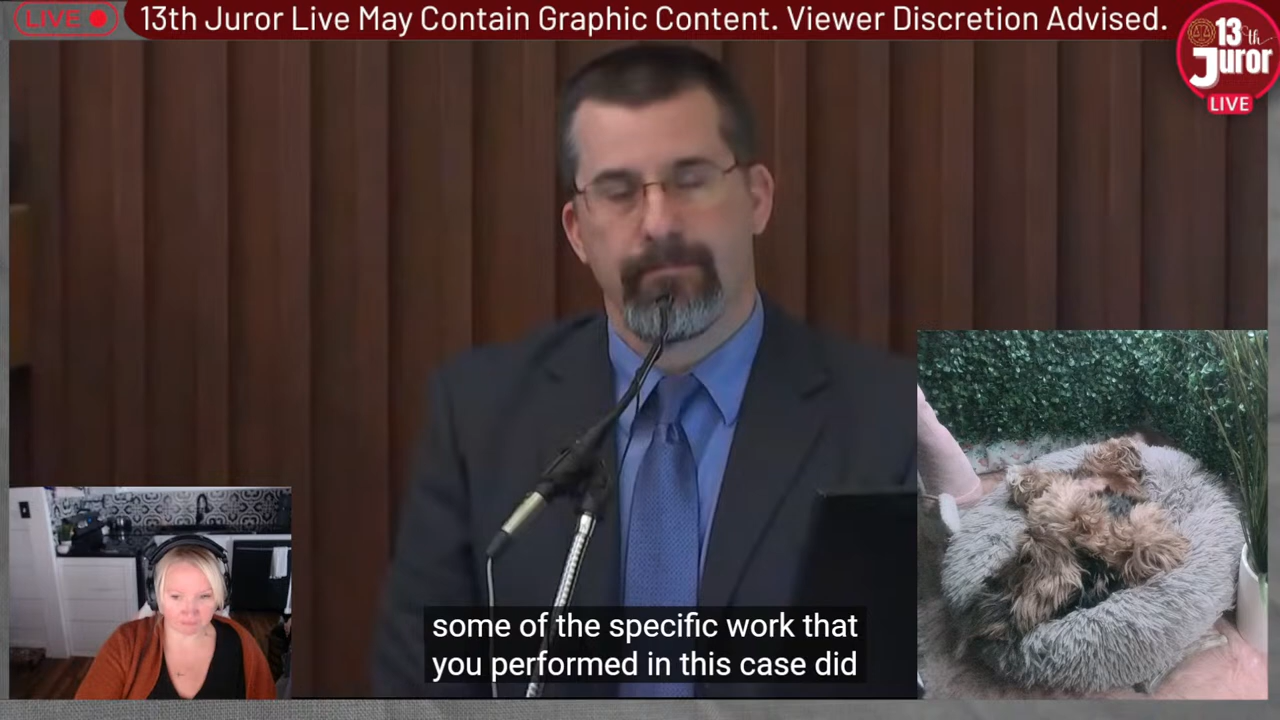 LIVE
13th Juror Live May Contain Graphic Content. Viewer Discretion Advised.
13th
Juror
LIVE
some of the specific work that
you performed in this case did